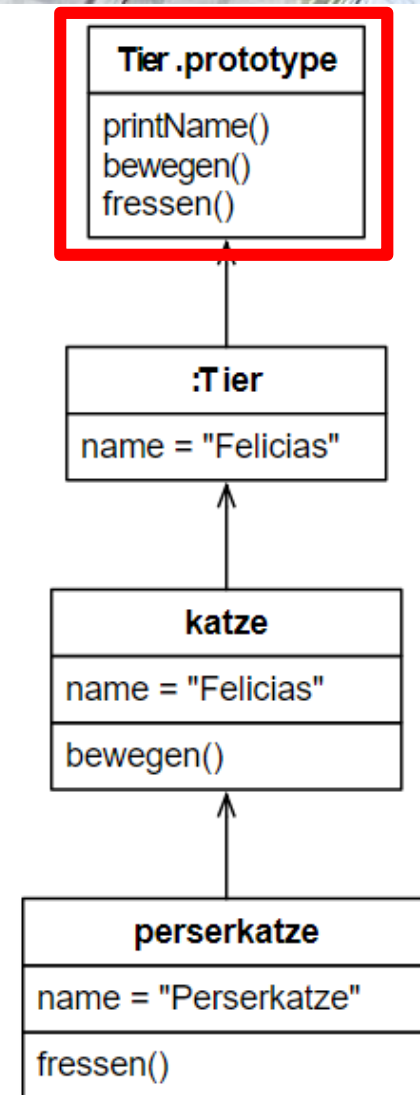 Tier.prototype
printName()
bewegen()
fressen()
:Tier
name = "Felicias"
katze
name = "Felicias"
bewegen()
perserkatze
name = "Perserkatze"
fressen()